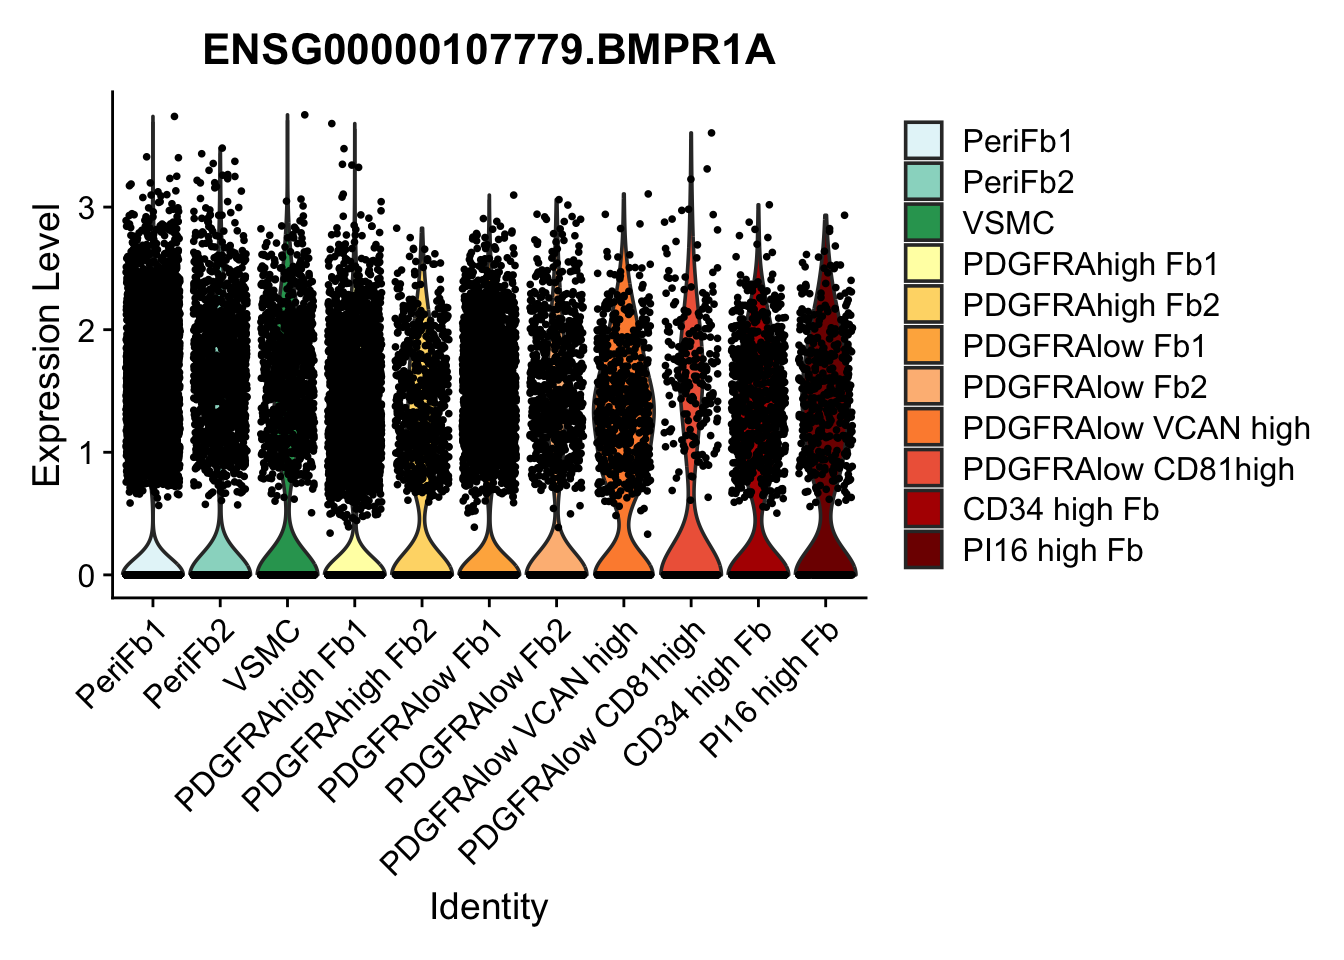 ENSG00000107779.BMPR1A
Expression Level
3
2
1
0
PeriFb1
PeriFb2
VSMC
PDGFRAhigh Fb1
PDGFRAhigh Fb2
PDGFRAlow Fb1
PDGFRAlow Fb2
PDGFRAlow VCAN high
PDGFRAlow CD81high
CD34 high Fb
PI16 high Fb
Identity
PeriFb1
PeriFb2
VSMC
PDGFRAhigh Fb1
PDGFRAhigh Fb2
PDGFRAlow Fb1
PDGFRAlow Fb2
PDGFRAlow VCAN high
PDGFRAlow CD81high
CD34 high Fb
PI16 high Fb